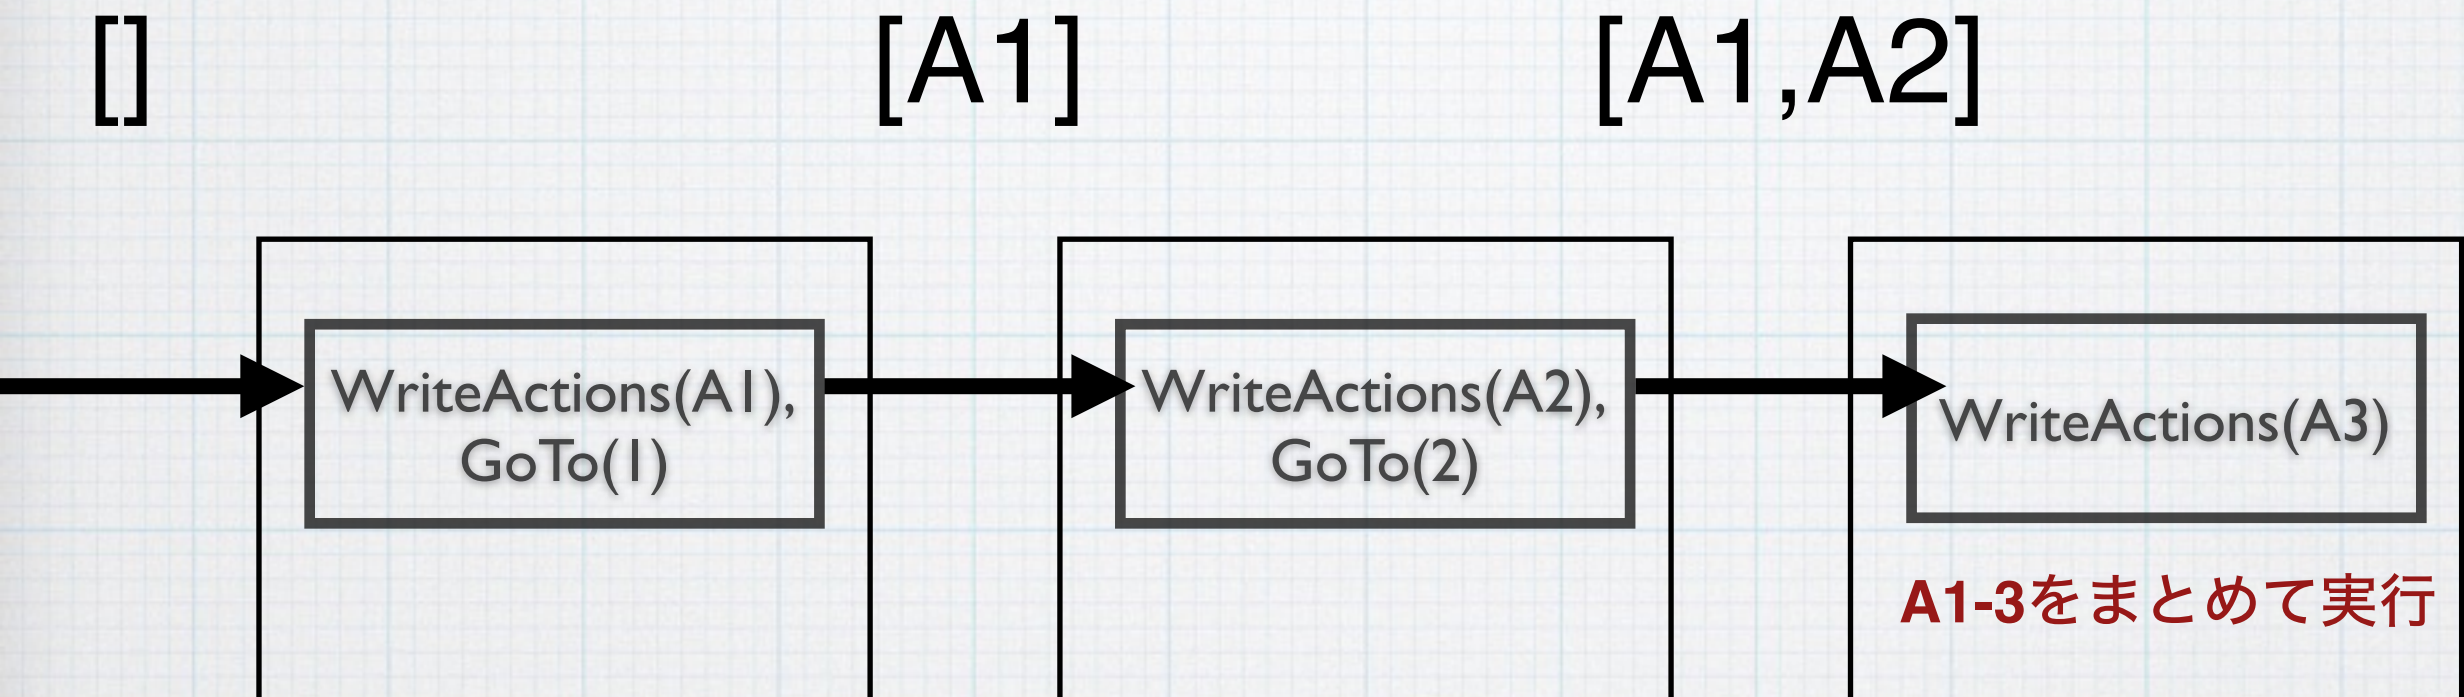 []
[A1]
[A1,A2]
WriteActions(A1),
GoTo(1)
WriteActions(A2),
GoTo(2)
WriteActions(A3)
A1-3をまとめて実行